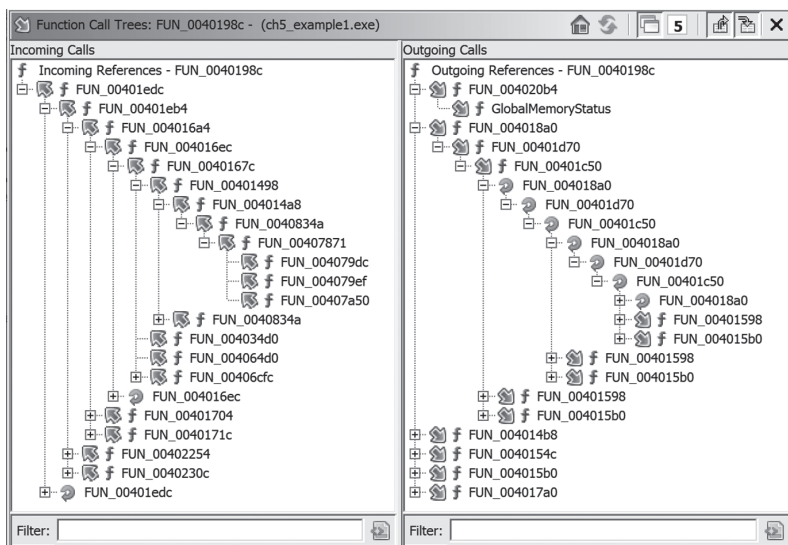 Function Call Trees: FUN_0040198c - (ch5_example1.exe)
5
Incoming Calls
Incoming References - FUN_0040198c
FUN_00401edc
FUN_00401eb4
FUN_004016a4
FUN_004016ec
FUN_0040167c
FUN_00401498
FUN_004014a8
FUN_0040834a
FUN_00407871
FUN_004079dc
FUN_004079ef
FUN_00407a50
FUN_0040834a
FUN_004034d0
FUN_004064d0
FUN_00406cfc
FUN_004016ec
FUN_00401704
FUN_0040171c
FUN_00402254
FUN_0040230c
FUN_00401edc
Filter:
Outgoing Calls
Outgoing References - FUN_0040198c
FUN_004020b4
GlobalMemoryStatus
FUN_004018a0
FUN_00401d70
FUN_00401c50
FUN_004018a0
FUN_00401d70
FUN_00401c50
FUN_004018a0
FUN_00401d70
FUN_00401c50
FUN_004018a0
FUN_00401598
FUN_004015b0
FUN_00401598
FUN_004015b0
FUN_00401598
FUN_004015b0
FUN_004014b8
FUN_0040154c
FUN_004015b0
FUN_004017a0
Filter: